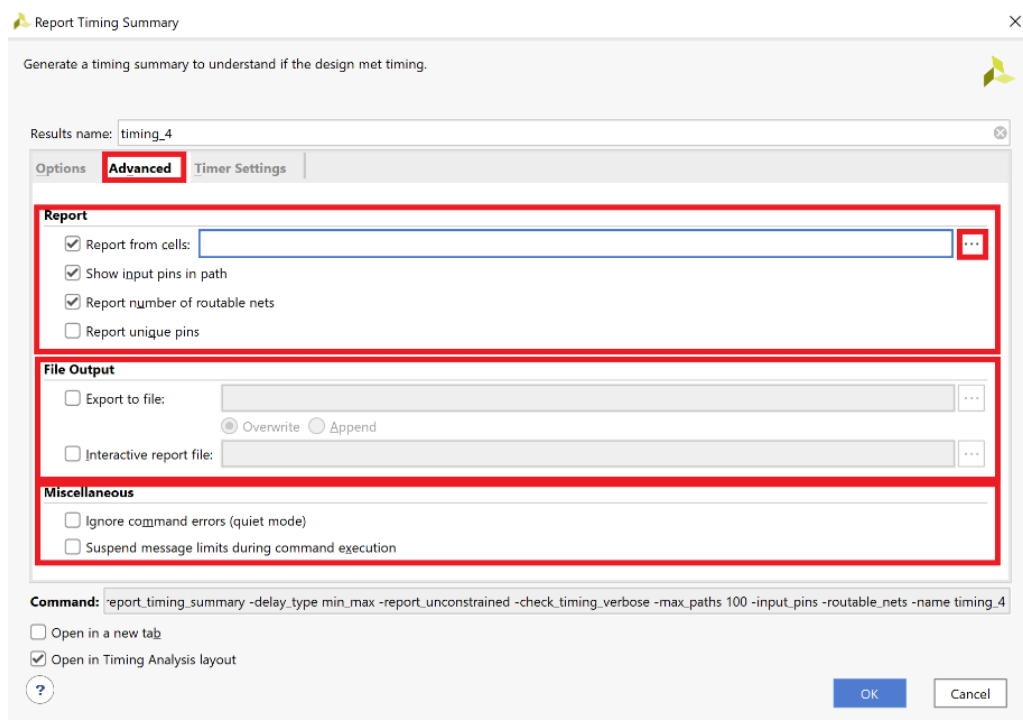 Report Timing Summary
Generate a timing summary to understand if the design met timing.
Results name: timing_4
Options Advanced Timer Settings
Report
Report from cells: ...
Show input pins in path
Report number of routable nets
Report unique pins
File Output
Export to file: ...
Overwrite Append
Interactive report file: ...
Miscellaneous
Ignore command errors (quiet mode)
Suspend message limits during command execution
Command: report_timing_summary -delay_type min_max -report_unconstrained -check_timing_verbose -max_paths 100 -input_pins -routable_nets -name timing_4
Open in a new tab
Open in Timing Analysis layout
? OK Cancel